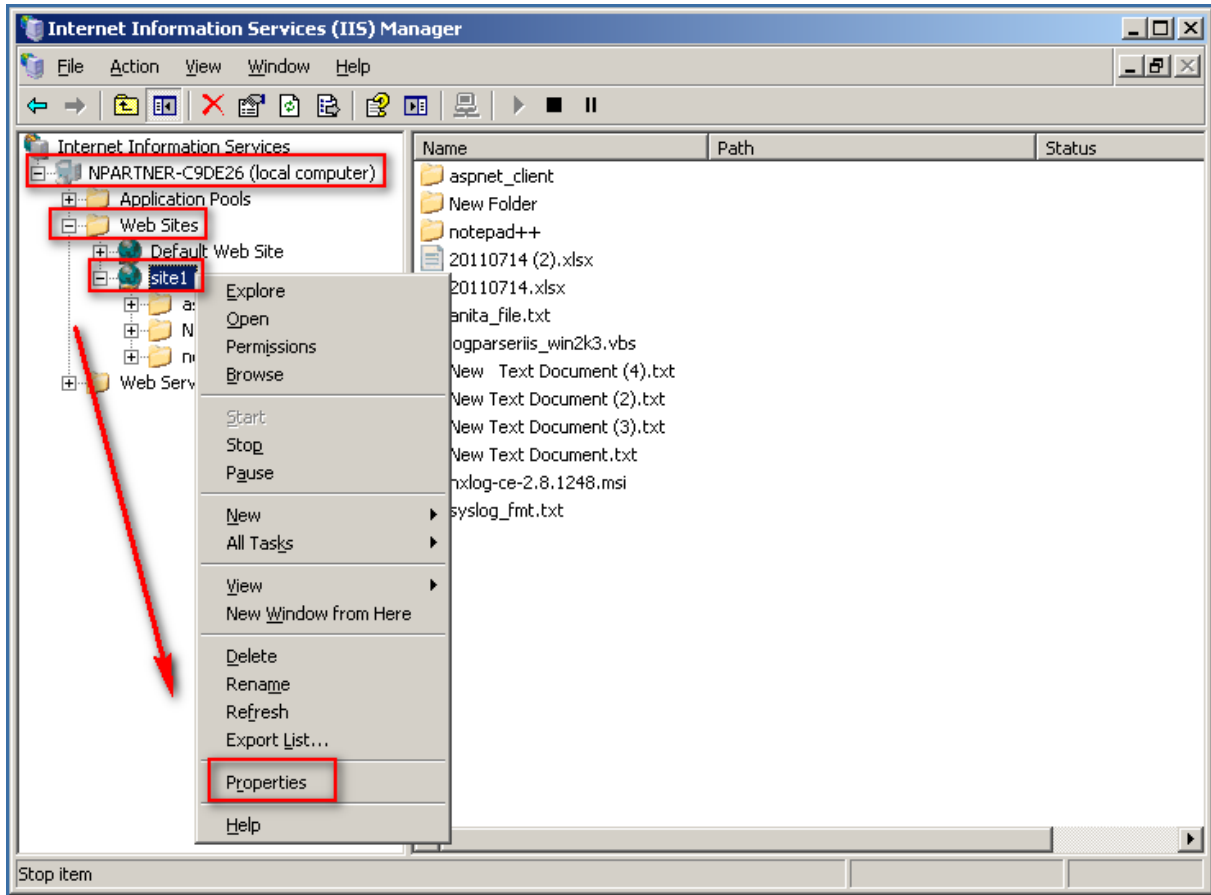 Internet Information Services (IIS) Manager
File Action View Window Help
Internet Information Services
NPARTNER-C9DE26 (local computer)
Application Pools
Web Sites
Default Web Site
site1
Web Serv
Explore
Open
Permissions
Browse
Start
Stop
Pause
New
All Tasks
View
New Window from Here
Delete
Rename
Refresh
Export List...
Properties
Help
Name Path Status
aspnet_client
New Folder
notepad++
20110714 (2).xlsx
20110714.xlsx
anita_file.txt
ogparseriis_win2k3.vbs
New Text Document (4).txt
New Text Document (2).txt
New Text Document (3).txt
New Text Document.txt
nxlog-ce-2.8.1248.msi
syslog_fmt.txt
Stop item